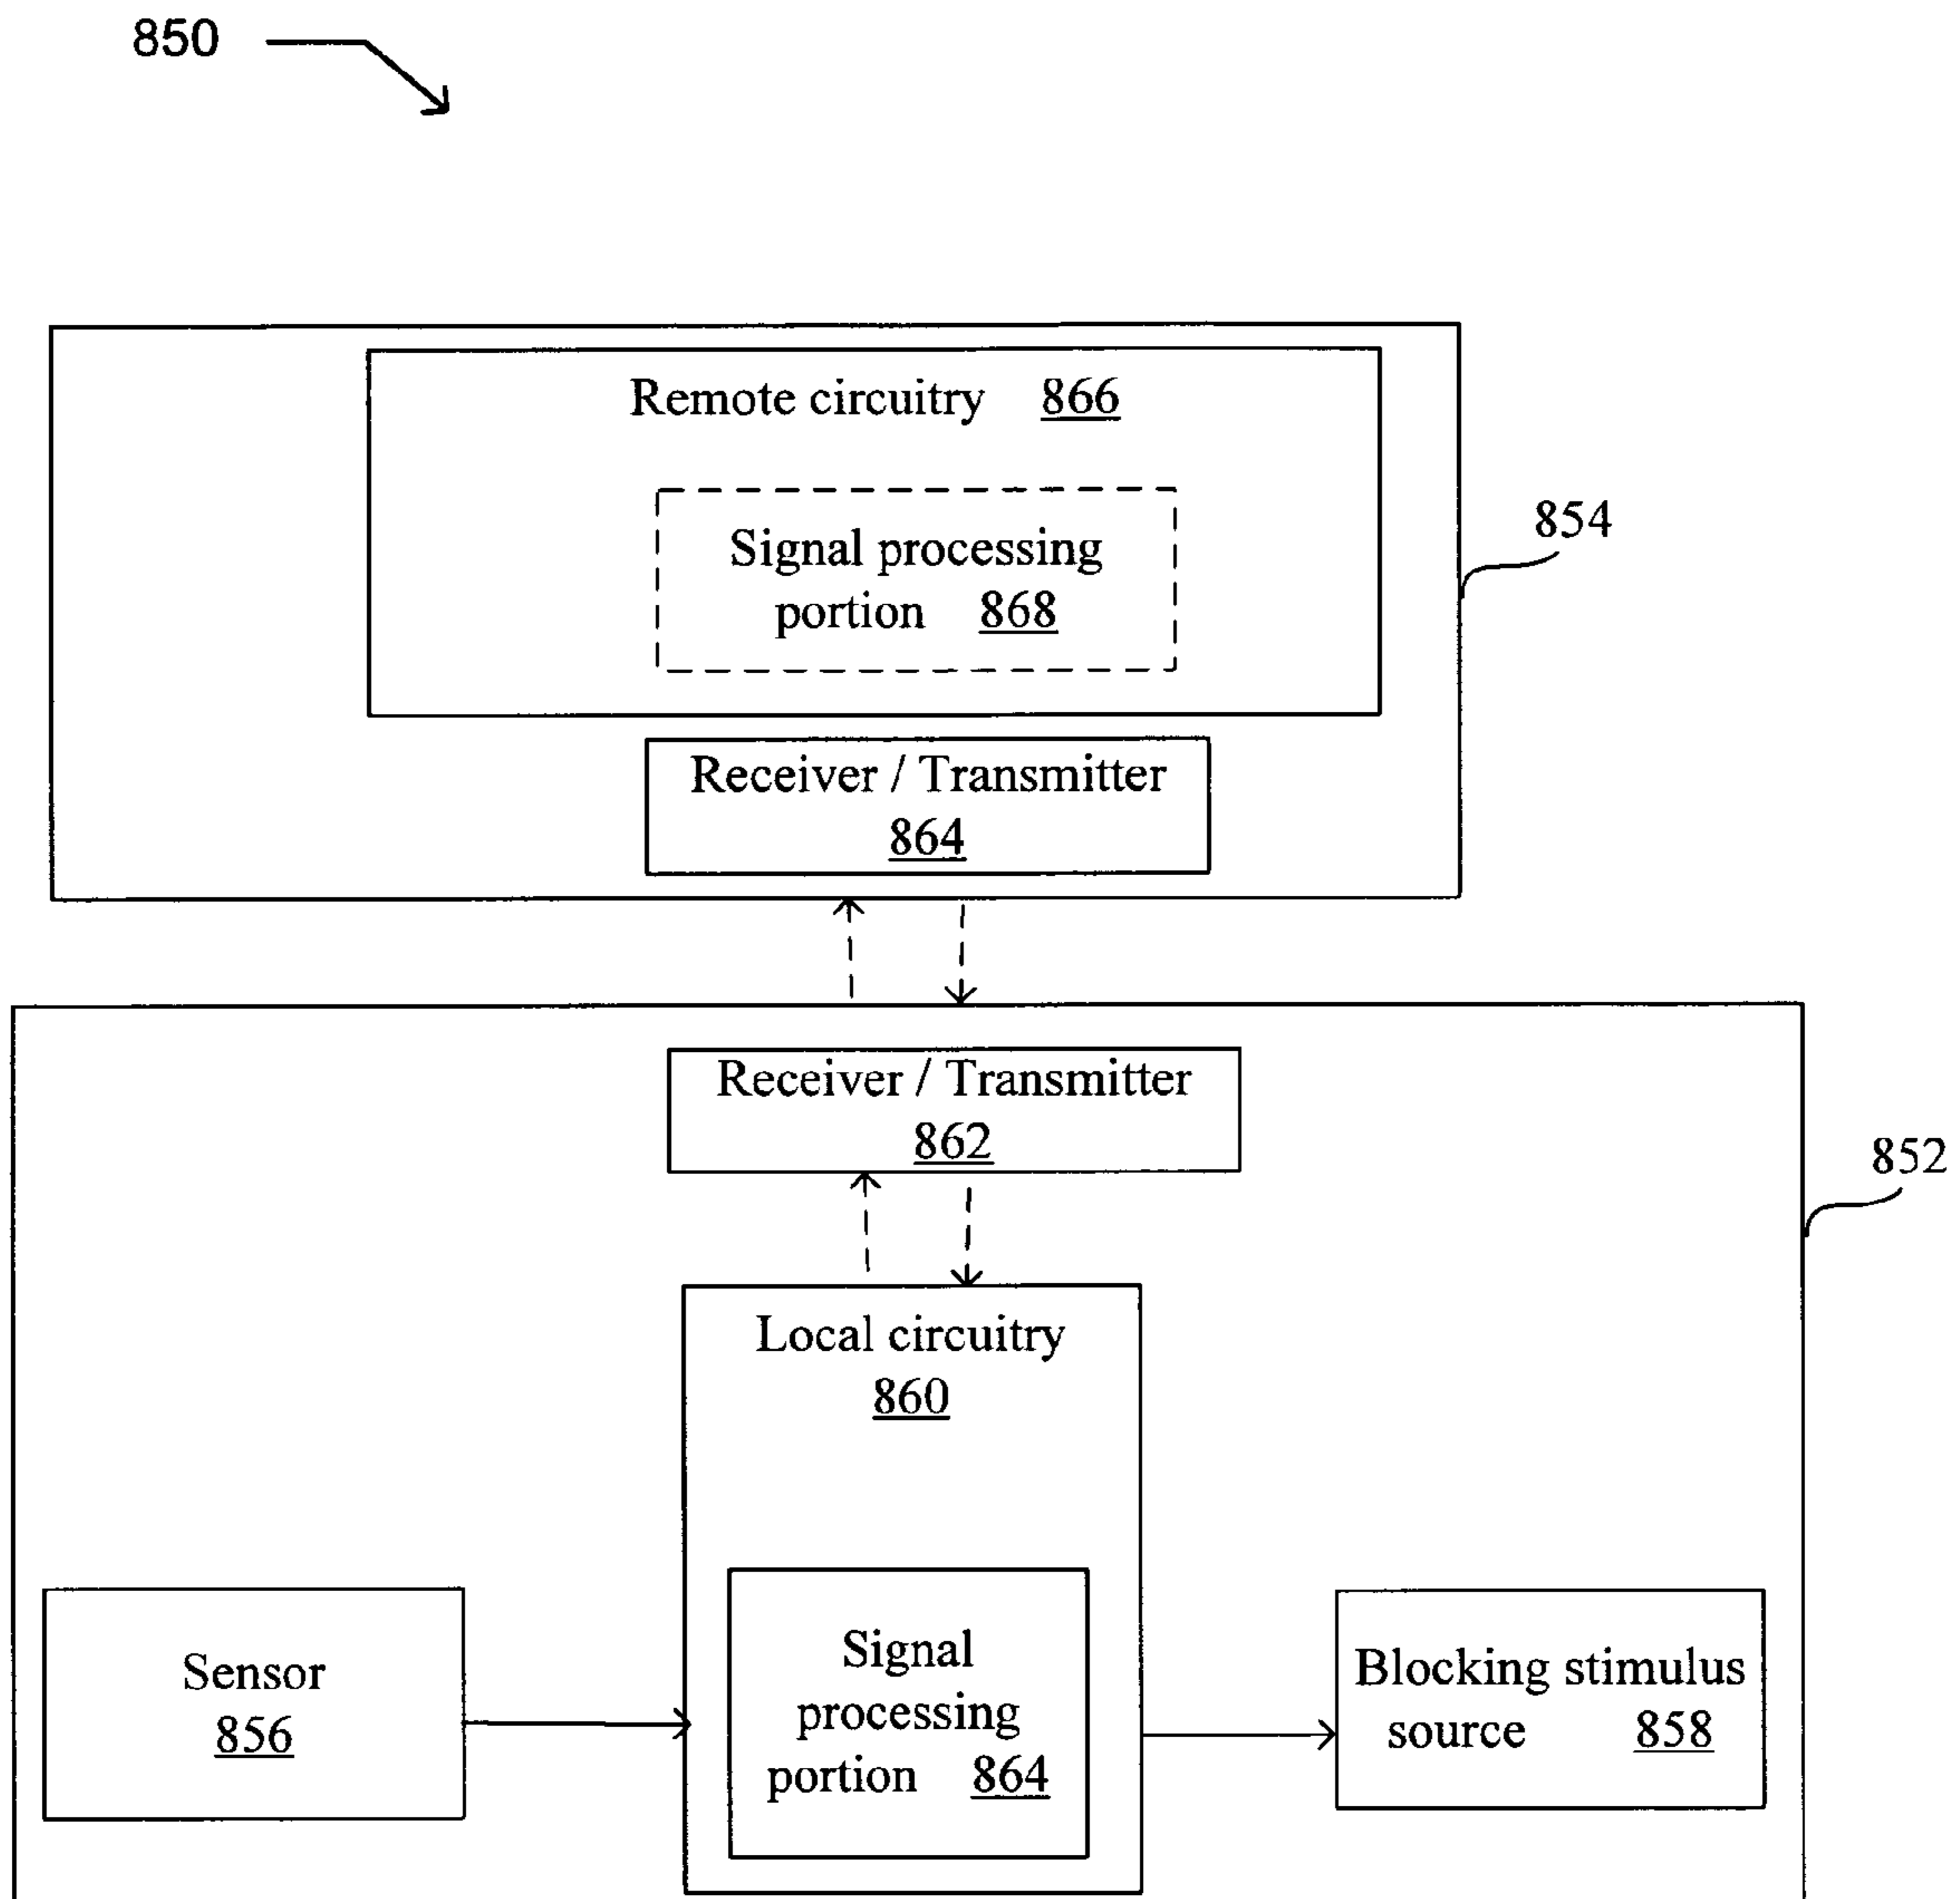 850
Remote circuitry 866
Signal processing
portion 868
854
Receiver / Transmitter
864
Receiver / Transmitter
862
852
Local circuitry
860
Sensor
856
Signal
processing
portion 864
Blocking stimulus
source 858